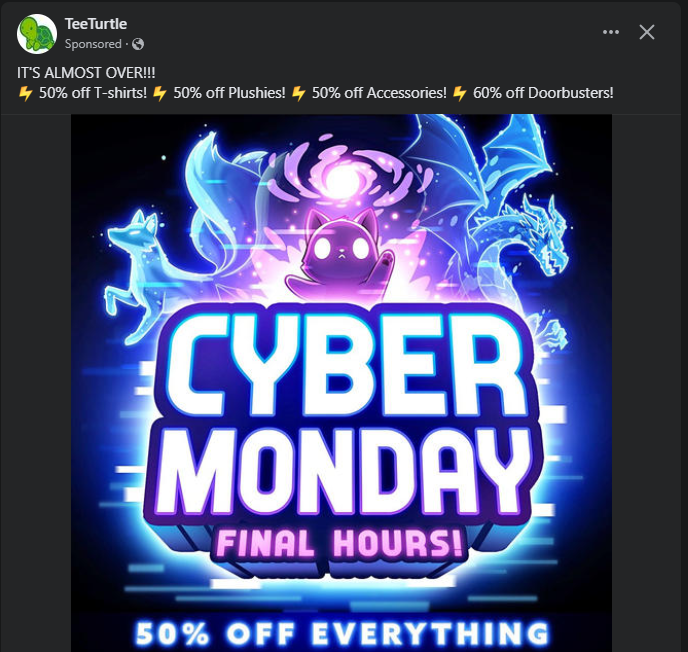 TeeTurtle
Sponsored ·
IT'S ALMOST OVER!!!
⚡ 50% off T-shirts! ⚡ 50% off Plushies! ⚡ 50% off Accessories! ⚡ 60% off Doorbusters!
CYBER
MONDAY
FINAL HOURS!
50% OFF EVERYTHING